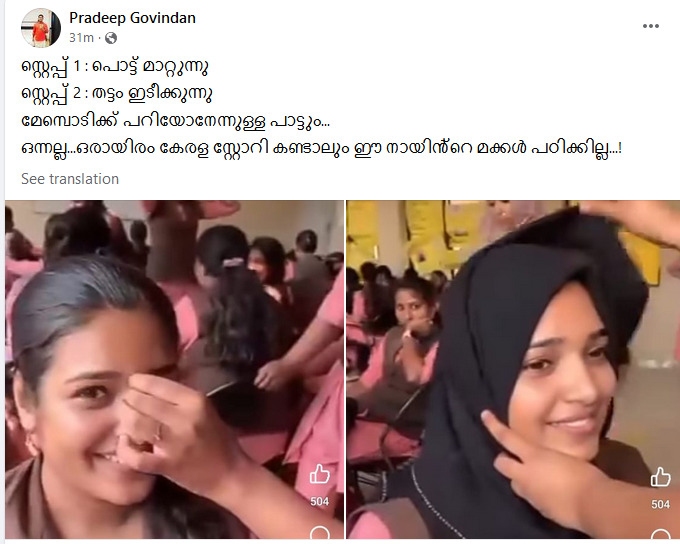 Pradeep Govindan
31m ·
സ്റ്റെപ്പ് 1 : പൊട്ട് മാറ്റുന്നു
സ്റ്റെപ്പ് 2 : തട്ടം ഇടീക്കുന്നു
മേമ്പൊടിക്ക് പറിയോനേന്നുള്ള പാട്ടും...
ഒന്നല്ല...ഒരായിരം കേരള സ്റ്റോറി കണ്ടാലും ഈ നായിൻ്റെ മക്കൾ പഠിക്കില്ല...!
See translation
504
504